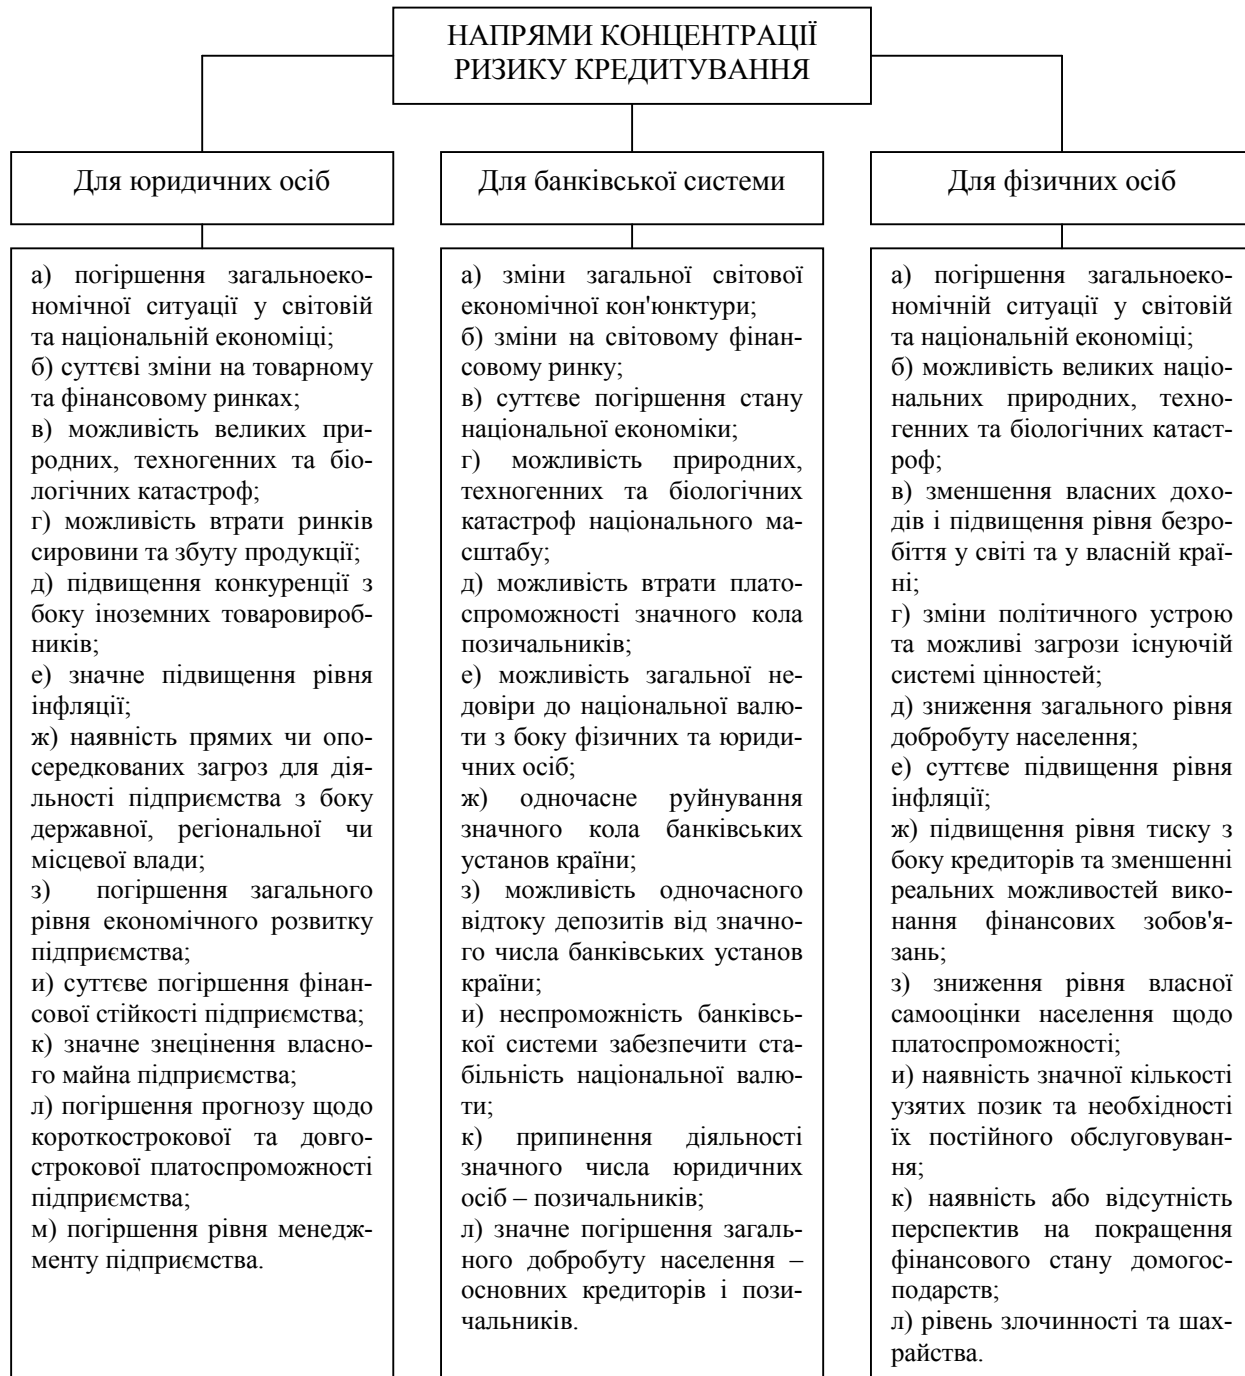 НАПРЯМИ КОНЦЕНТРАЦІЇ
РИЗИКУ КРЕДИТУВАННЯ
Для юридичних осіб
а) погіршення загальноеко-
номічної ситуації у світовій
та національній економіці;
б) суттєві зміни на товарному
та фінансовому ринках;
в) можливість великих при-
родних, техногенних та біо-
логічних катастроф;
г) можливість втрати ринків
сировини та збуту продукції;
д) підвищення конкуренції з
боку іноземних товаровироб-
ників;
е) значне підвищення рівня
інфляції;
ж) наявність прямих чи опо-
середкованих загроз для дія-
льності підприємства з боку
державної, регіональної чи
місцевої влади;
з) погіршення загального
рівня економічного розвитку
підприємства;
и) суттєве погіршення фінан-
сової стійкості підприємства;
к) значне знецінення власно-
го майна підприємства;
л) погіршення прогнозу щодо
короткострокової та довго-
строкової платоспроможності
підприємства;
м) погіршення рівня менедж-
менту підприємства.
Для банківської системи
а) зміни загальної світової
економічної кон'юнктури;
б) зміни на світовому фінан-
совому ринку;
в) суттєве погіршення стану
національної економіки;
г) можливість природних,
техногенних та біологічних
катастроф національного ма-
сштабу;
д) можливість втрати плато-
спроможності значного кола
позичальників;
е) можливість загальної не-
довіри до національної валю-
ти з боку фізичних та юриди-
чних осіб;
ж) одночасне руйнування
значного кола банківських
установ країни;
з) можливість одночасного
відтоку депозитів від значно-
го числа банківських установ
країни;
и) неспроможність банківсь-
кої системи забезпечити ста-
більність національної валю-
ти;
к) припинення діяльності
значного числа юридичних
осіб – позичальників;
л) значне погіршення загаль-
ного добробуту населення –
основних кредиторів і пози-
чальників.
Для фізичних осіб
а) погіршення загальноеко-
номічній ситуації у світовій
та національній економіці;
б) можливість великих націо-
нальних природних, техно-
генних та біологічних катаст-
роф;
в) зменшення власних дохо-
дів і підвищення рівня безро-
біття у світі та у власній краї-
ні;
г) зміни політичного устрою
та можливі загрози існуючій
системі цінностей;
д) зниження загального рівня
добробуту населення;
е) суттєве підвищення рівня
інфляції;
ж) підвищення рівня тиску з
боку кредиторів та зменшенні
реальних можливостей вико-
нання фінансових зобов'я-
зань;
з) зниження рівня власної
самооцінки населення щодо
платоспроможності;
и) наявність значної кількості
узятих позик та необхідності
їх постійного обслуговуван-
ня;
к) наявність або відсутність
перспектив на покращення
фінансового стану домогос-
подарств;
л) рівень злочинності та шах-
райства.